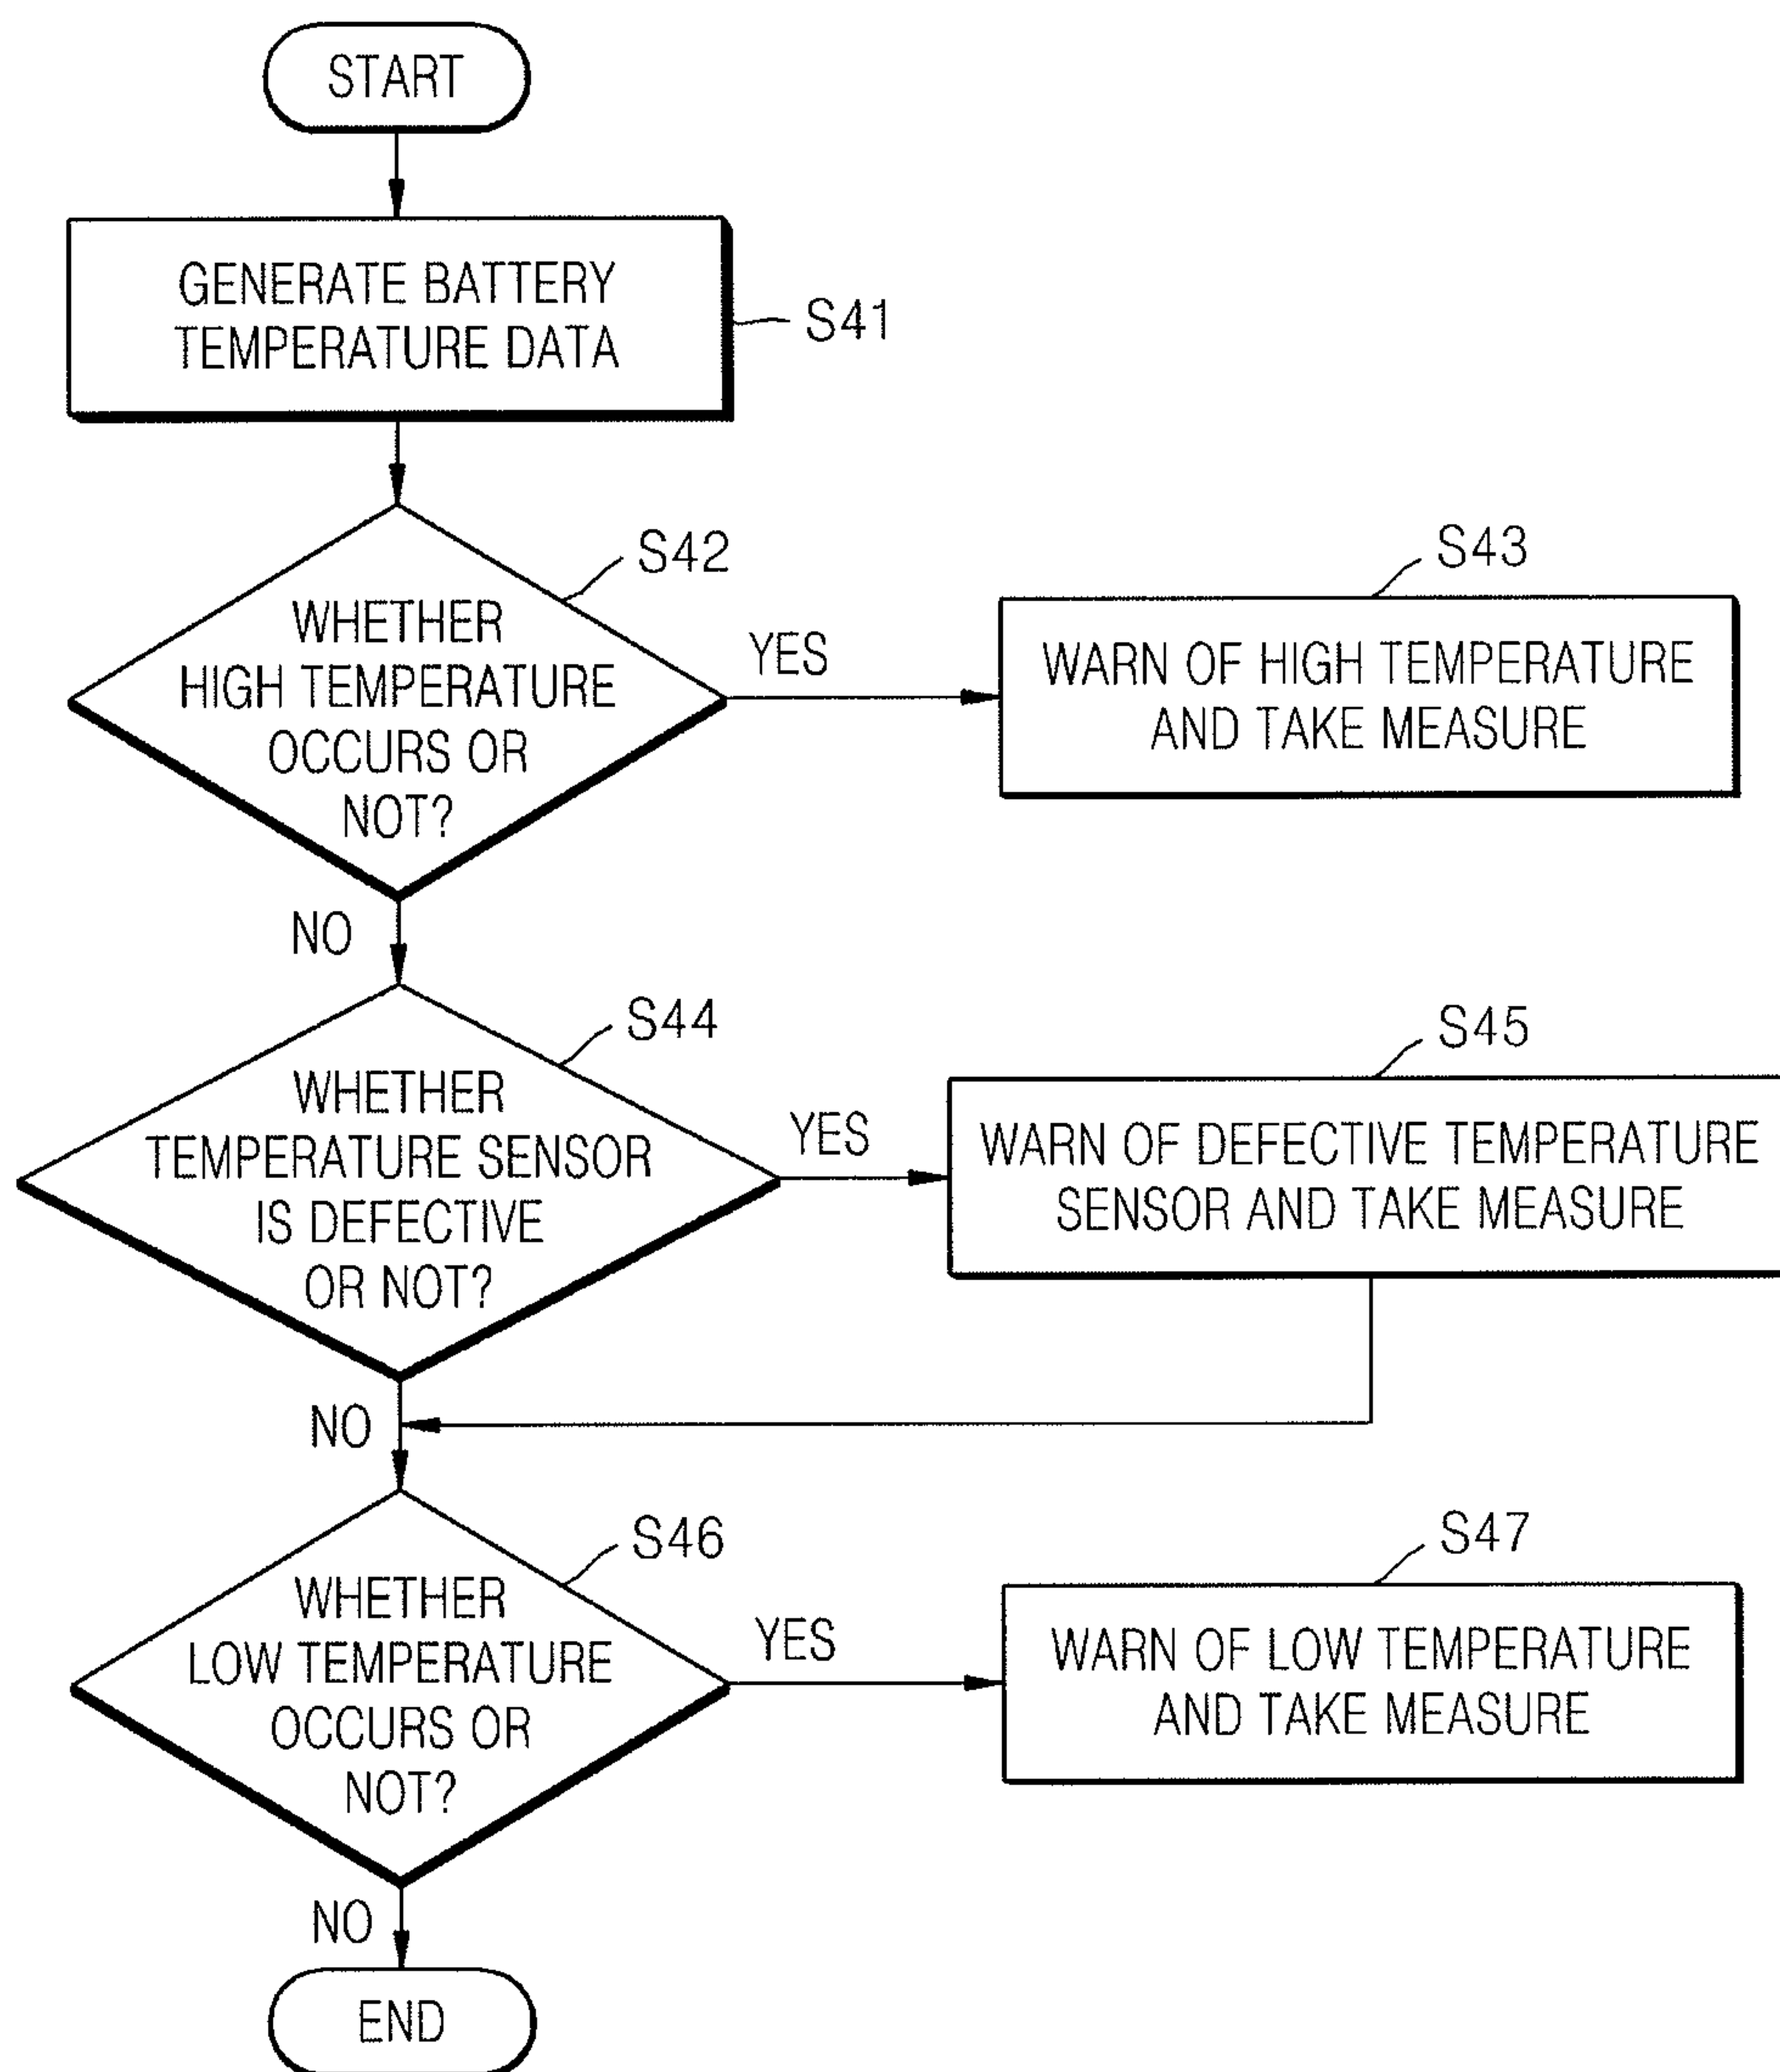 START
GENERATE BATTERY
TEMPERATURE DATA
S41
S42
WHETHER
HIGH TEMPERATURE
OCCURS OR
NOT?
YES
S43
WARN OF HIGH TEMPERATURE
AND TAKE MEASURE
NO
S44
WHETHER
TEMPERATURE SENSOR
IS DEFECTIVE
OR NOT?
YES
S45
WARN OF DEFECTIVE TEMPERATURE
SENSOR AND TAKE MEASURE
NO
S46
WHETHER
LOW TEMPERATURE
OCCURS OR
NOT?
YES
S47
WARN OF LOW TEMPERATURE
AND TAKE MEASURE
NO
END